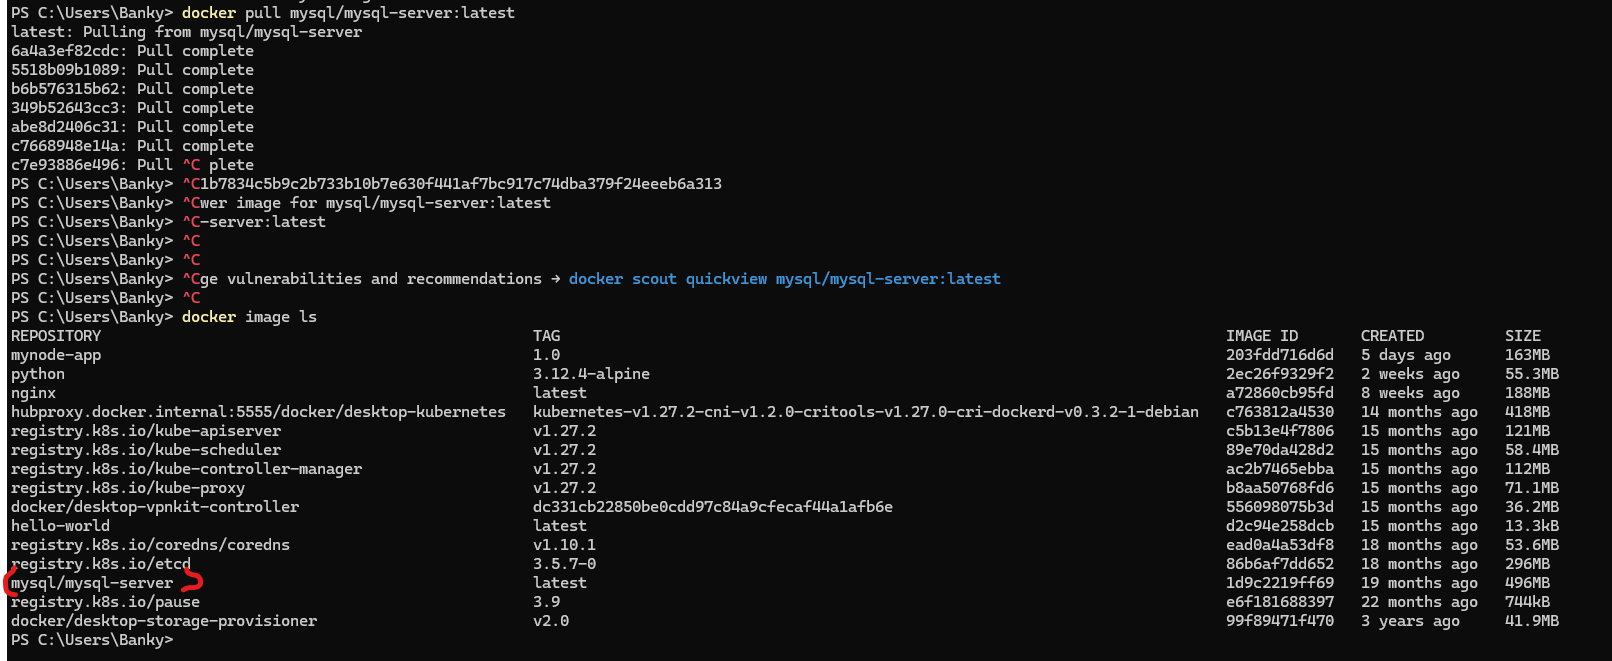 PS C:\Users\Banky> docker pull mysql/mysql-server:latest
latest: Pulling from mysql/mysql-server
6a4a3ef82cdc: Pull complete
5518b09b1089: Pull complete
b6b576315b62: Pull complete
349b52643cc3: Pull complete
abe8d2406c31: Pull complete
c7668948e14a: Pull complete
c7e93886e496: Pull ^C plete
PS C:\Users\Banky> ^C1b7834c5b9c2b733b10b7e630f441af7bc917c74dba379f24eeeb6a313
PS C:\Users\Banky> ^Cwer image for mysql/mysql-server:latest
PS C:\Users\Banky> ^C-server:latest
PS C:\Users\Banky> ^C
PS C:\Users\Banky> ^C
PS C:\Users\Banky> ^Cge vulnerabilities and recommendations → docker scout quickview mysql/mysql-server:latest
PS C:\Users\Banky> ^C
PS C:\Users\Banky> docker image ls
REPOSITORY TAG IMAGE ID CREATED SIZE
mynode-app 1.0 203fdd716d6d 5 days ago 163MB
python 3.12.4-alpine 2ec26f9329f2 2 weeks ago 55.3MB
nginx latest a72860cb95fd 8 weeks ago 188MB
hubproxy.docker.internal:5555/docker/desktop-kubernetes kubernetes-v1.27.2-cni-v1.2.0-critools-v1.27.0-cri-dockerd-v0.3.2-1-debian c763812a4530 14 months ago 418MB
registry.k8s.io/kube-apiserver v1.27.2 c5b13e4f7806 15 months ago 121MB
registry.k8s.io/kube-scheduler v1.27.2 89e70da428d2 15 months ago 58.4MB
registry.k8s.io/kube-controller-manager v1.27.2 ac2b7465ebba 15 months ago 112MB
registry.k8s.io/kube-proxy v1.27.2 b8aa50768fd6 15 months ago 71.1MB
docker/desktop-vpnkit-controller dc331cb22850be0cdd97c84a9cfecaf44a1afb6e 556098075b3d 15 months ago 36.2MB
hello-world latest d2c94e258dcb 15 months ago 13.3kB
registry.k8s.io/coredns/coredns v1.10.1 ead0a4a53df8 18 months ago 53.6MB
registry.k8s.io/etcd 3.5.7-0 86b6af7dd652 18 months ago 296MB
mysql/mysql-server latest 1d9c2219ff69 19 months ago 496MB
registry.k8s.io/pause 3.9 e6f181688397 22 months ago 744kB
docker/desktop-storage-provisioner v2.0 99f89471f470 3 years ago 41.9MB
PS C:\Users\Banky>